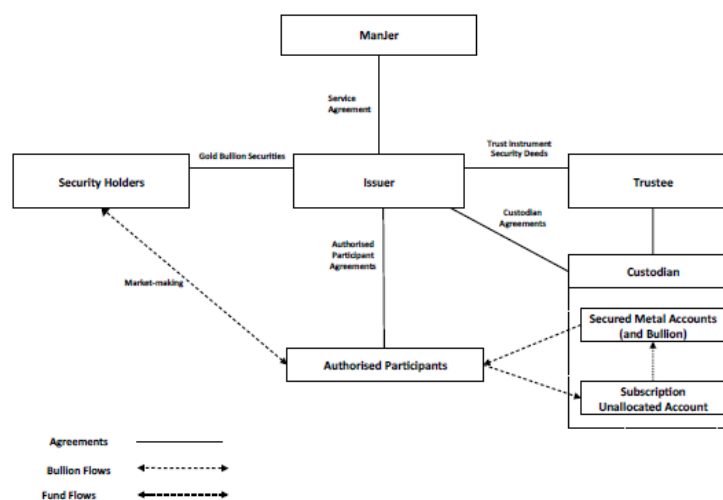 ManJer
Service
Agreement
Gold Bullion Securities
Trust Instrument
Security Deeds
Security Holders
Issuer
Trustee
Custodian
Agreements
Authorised
Participant
Agreements
Custodian
Market-making
Secured Metal Accounts
(and Bullion)
Authorised Participants
Subscription
Unallocated Account
Agreements
Bullion Flows
Fund Flows